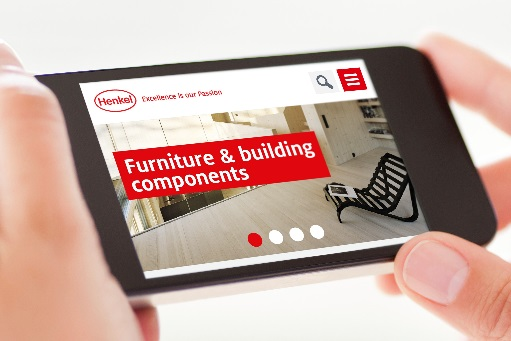 Henkel
Excellence is our Passion
Furniture & building
components